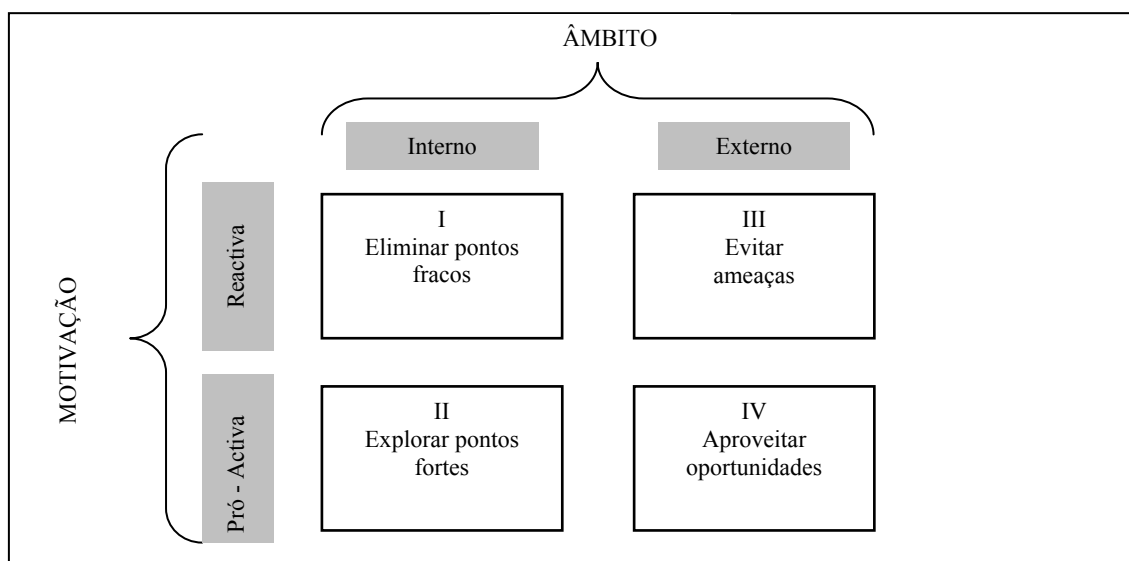 ÂMBITO
Interno
Externo
MOTIVAÇÃO
Reactiva
I
Eliminar pontos
fracos
III
Evitar
ameaças
Pró - Activa
II
Explorar pontos
fortes
IV
Aproveitar
oportunidades